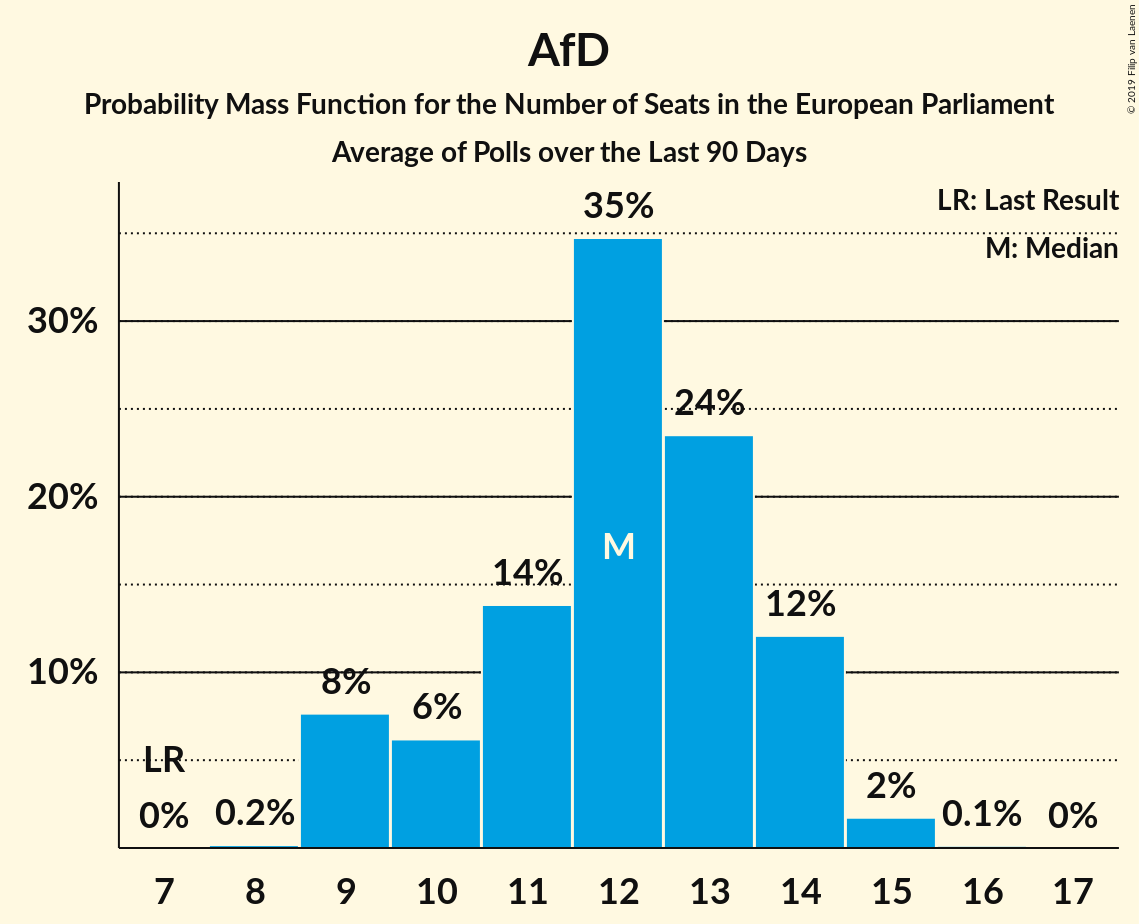 AfD
Probability Mass Function for the Number of Seats in the European Parliament
Average of Polls over the Last 90 Days
© 2019 Filip van Laenen
LR: Last Result
M: Median
35%
30%
24%
20%
M
14%
12%
10%
8%
6%
LR
2%
0%
0.2%
0.1%
0%
7 8 9 10 11 12 13 14 15 16 17